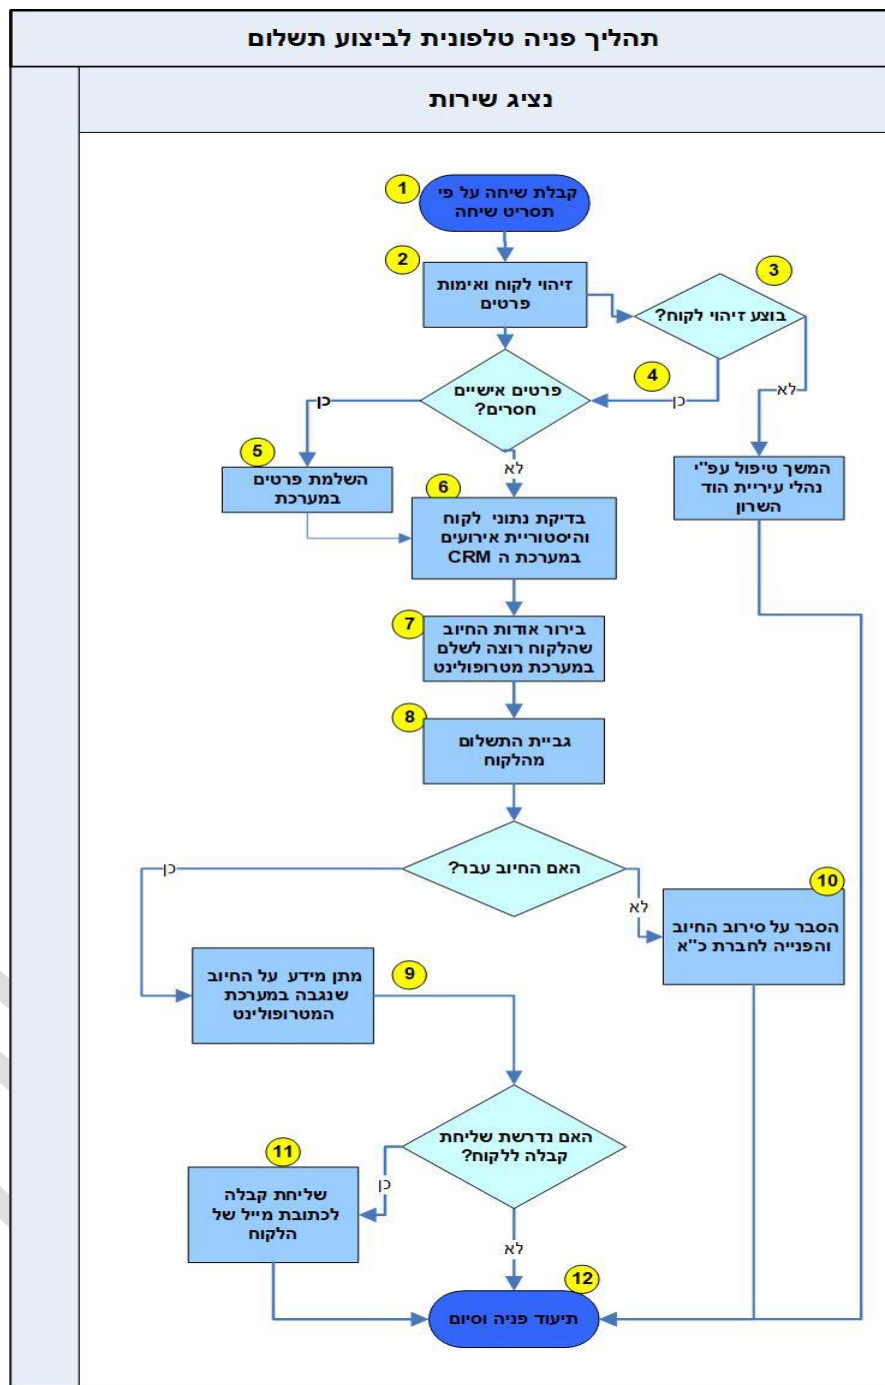 תהליך פניה טלפונית לביצוע תשלום
נציג שירות
1
קבלת שיחה על פי
תסריט שיחה
2
זיהוי לקוח ואימות
פרטים
3
בוצע זיהוי לקוח?
4
כן
לא
פרטים אישיים
חסרים?
כן
לא
המשך טיפול עפ"י
נהלי עיריית הוד
השרון
5
השלמת פרטים
במערכת
6
בדיקת נתוני לקוח
והיסטוריית אירועים
במערכת ה CRM
7
בירור אודות החיוב
שהלקוח רוצה לשלם
במערכת מטרופולינט
8
גביית התשלום
מהלקוח
האם החיוב עבר?
כן
לא
10
הסבר על סירוב החיוב
והפנייה לחברת כ"א
9
מתן מידע על החיוב
שנגבה במערכת
המטרופולינט
האם נדרשת שליחת
קבלה ללקוח?
כן
לא
11
שליחת קבלה
לכתובת מייל של
הלקוח
12
תיעוד פניה וסיום